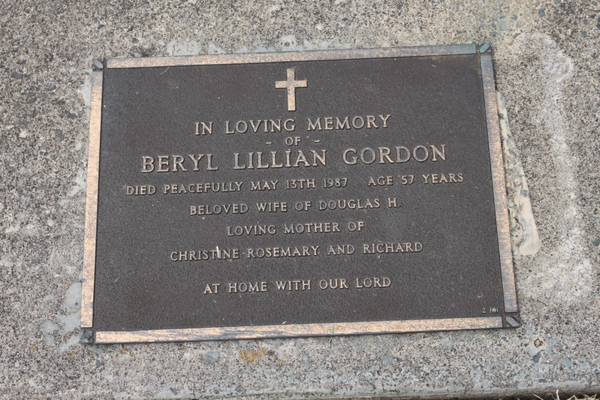 IN LOVING MEMORY
- OF -
BERYL LILLIAN GORDON
DIED PEACEFULLY MAY 13TH 1987 AGE 57 YEARS
BELOVED WIFE OF DOUGLAS H
LOVING MOTHER OF
CHRISTINE ROSEMARY AND RICHARD
AT HOME WITH OUR LORD